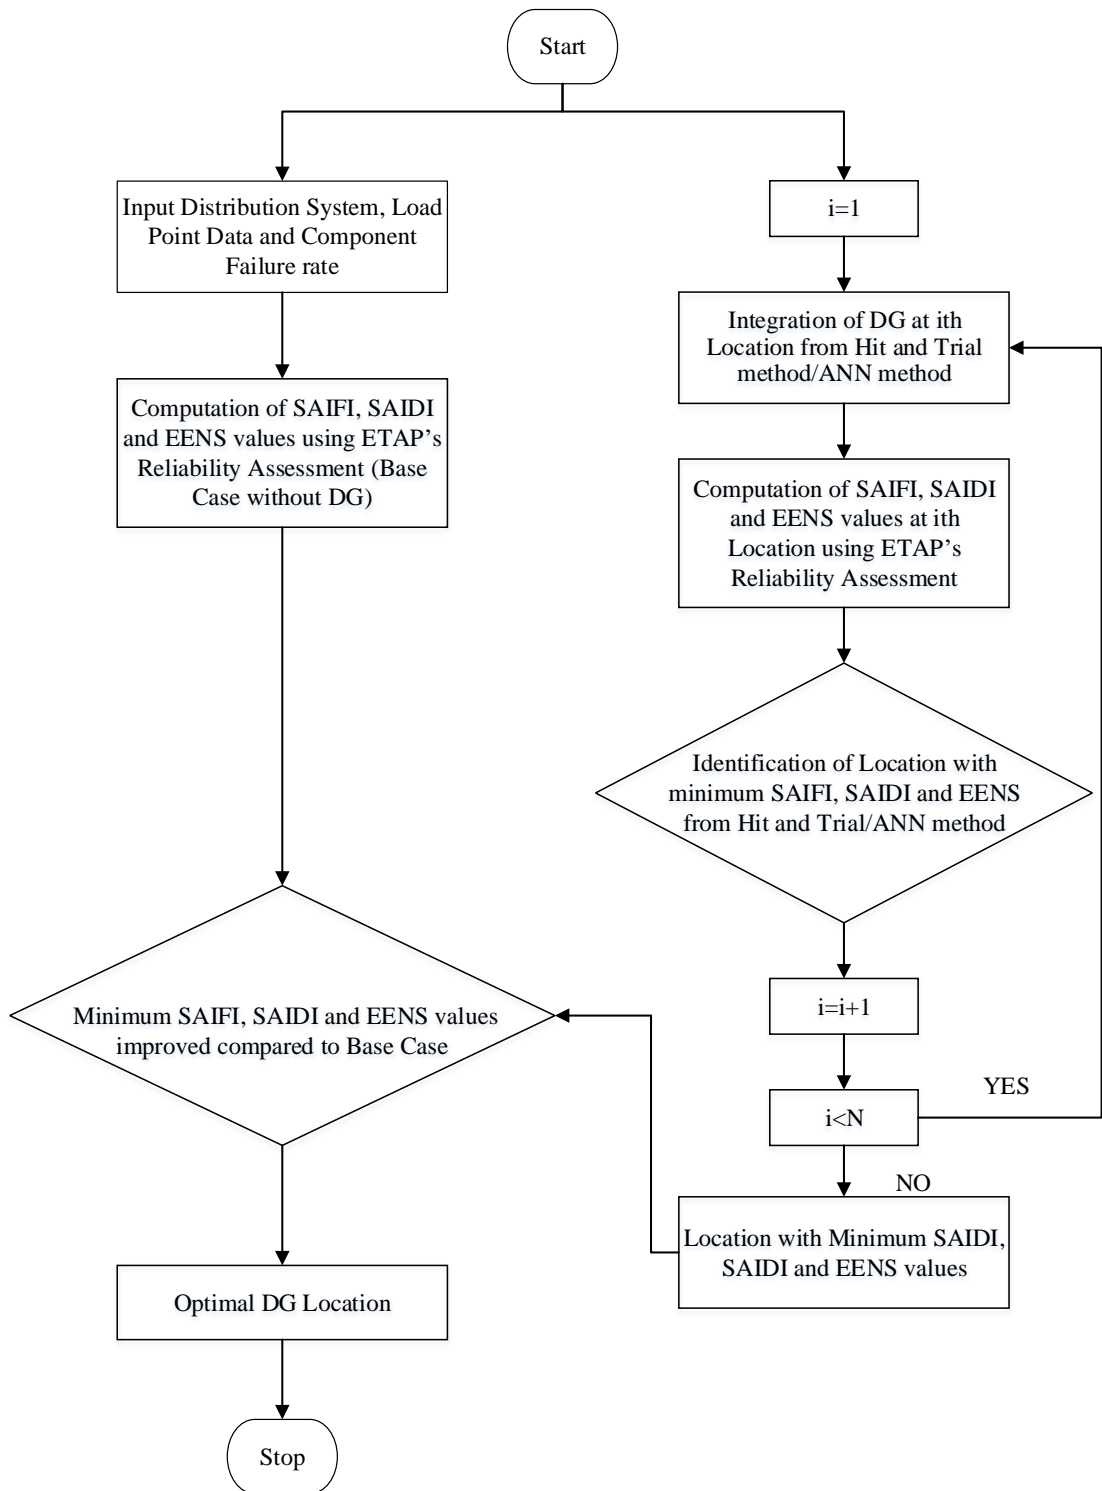 Start
Input Distribution System, Load
Point Data and Component
Failure rate
Computation of SAIFI, SAIDI
and EENS values using ETAP’s
Reliability Assessment (Base
Case without DG)
Minimum SAIFI, SAIDI and EENS values
improved compared to Base Case
Optimal DG Location
Stop
i=1
Integration of DG at ith
Location from Hit and Trial
method/ANN method
Computation of SAIFI, SAIDI
and EENS values at ith
Location using ETAP’s
Reliability Assessment
Identification of Location with
minimum SAIFI, SAIDI and EENS
from Hit and Trial/ANN method
i=i+1
YES
i<N
NO
Location with Minimum SAIDI,
SAIDI and EENS values